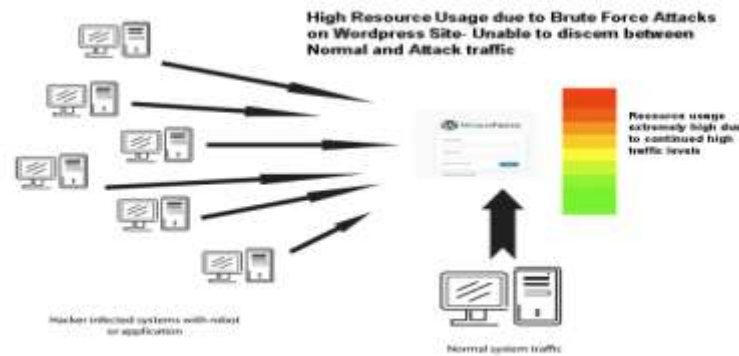 High Resource Usage due to Brute Force Attacks
on Wordpress Site- Unable to discern between
Normal and Attack traffic
WordPress
Resource usage
extremely high due
to continued high
traffic levels
Hacker infected systems with robot
or application
Normal system traffic